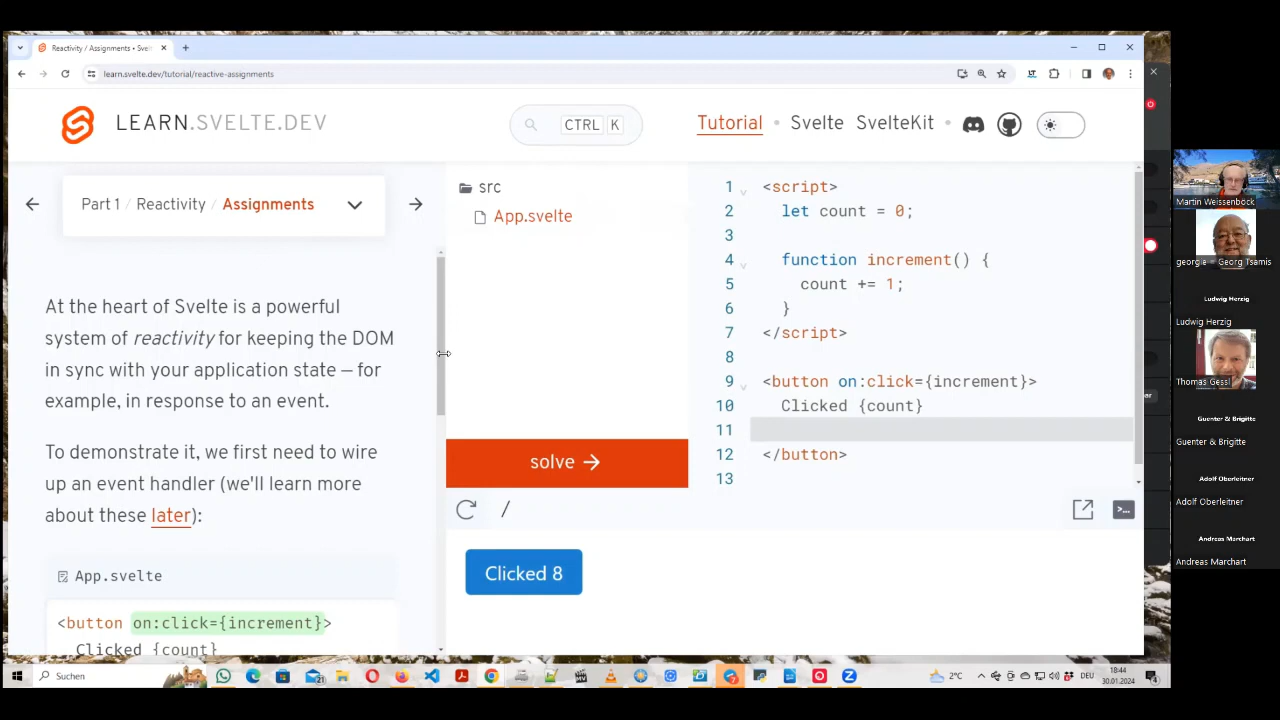 Reactivity / Assignments • Svel
learn.svelte.dev/tutorial/reactive-assignments
LEARN.SVELTE.DEV
CTRL K
Tutorial • Svelte SvelteKit •
Part 1 / Reactivity / Assignments
At the heart of Svelte is a powerful
system of reactivity for keeping the DOM
in sync with your application state – for
example, in response to an event.
To demonstrate it, we first need to wire
up an event handler (we'll learn more
about these later):
App.svelte
<button on:click={increment}>
Clicked {count}
src
App.svelte
solve →
1 <script>
2 let count = 0;
3
4 function increment() {
5 count += 1;
6 }
7 </script>
8
9 <button on:click={increment}>
10 Clicked {count}
11
12 </button>
13
/
Clicked 8
Martin Weissenböck
georgie – Georg Tsamis
Ludwig Herzig
Ludwig Herzig
Thomas Gessl
Guenter & Brigitte
Guenter & Brigitte
Adolf Oberleitner
Adolf Oberleitner
Andreas Marchart
Andreas Marchart
Suchen
2°C
DEU
18:44
30.01.2024